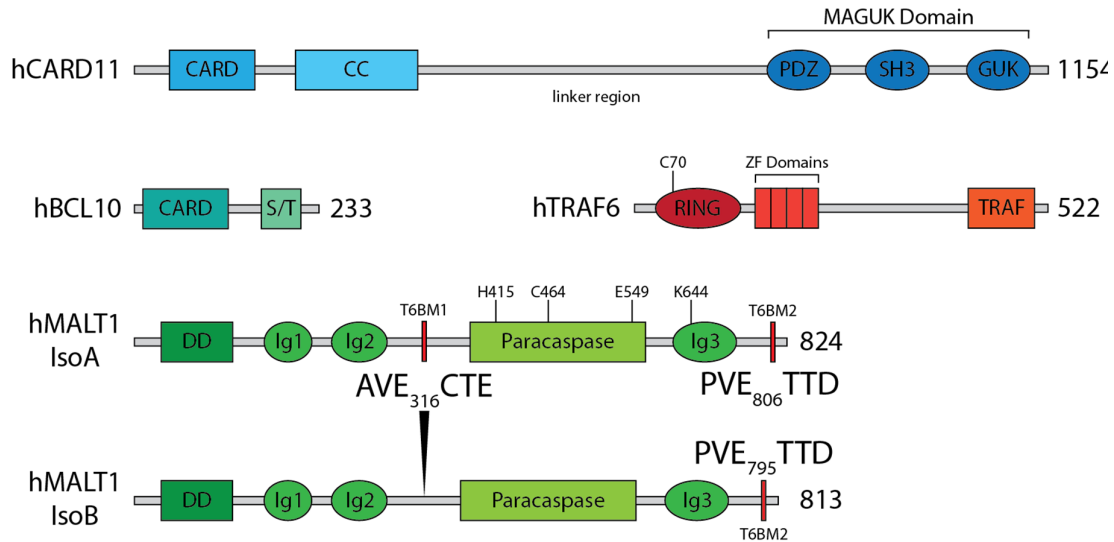 MAGUK Domain
hCARD11 CARD CC PDZ SH3 GUK 1154
linker region
C70 ZF Domains
hBCL10 CARD S/T 233 hTRAF6 RING TRAF 522
H415 C464 E549 K644
T6BM1 T6BM2
hMALT1 IsoA DD Ig1 Ig2 Paracaspase Ig3 824
AVE316CTE PVE806TTD
PVE795TTD
hMALT1 IsoB DD Ig1 Ig2 Paracaspase Ig3 813
T6BM2